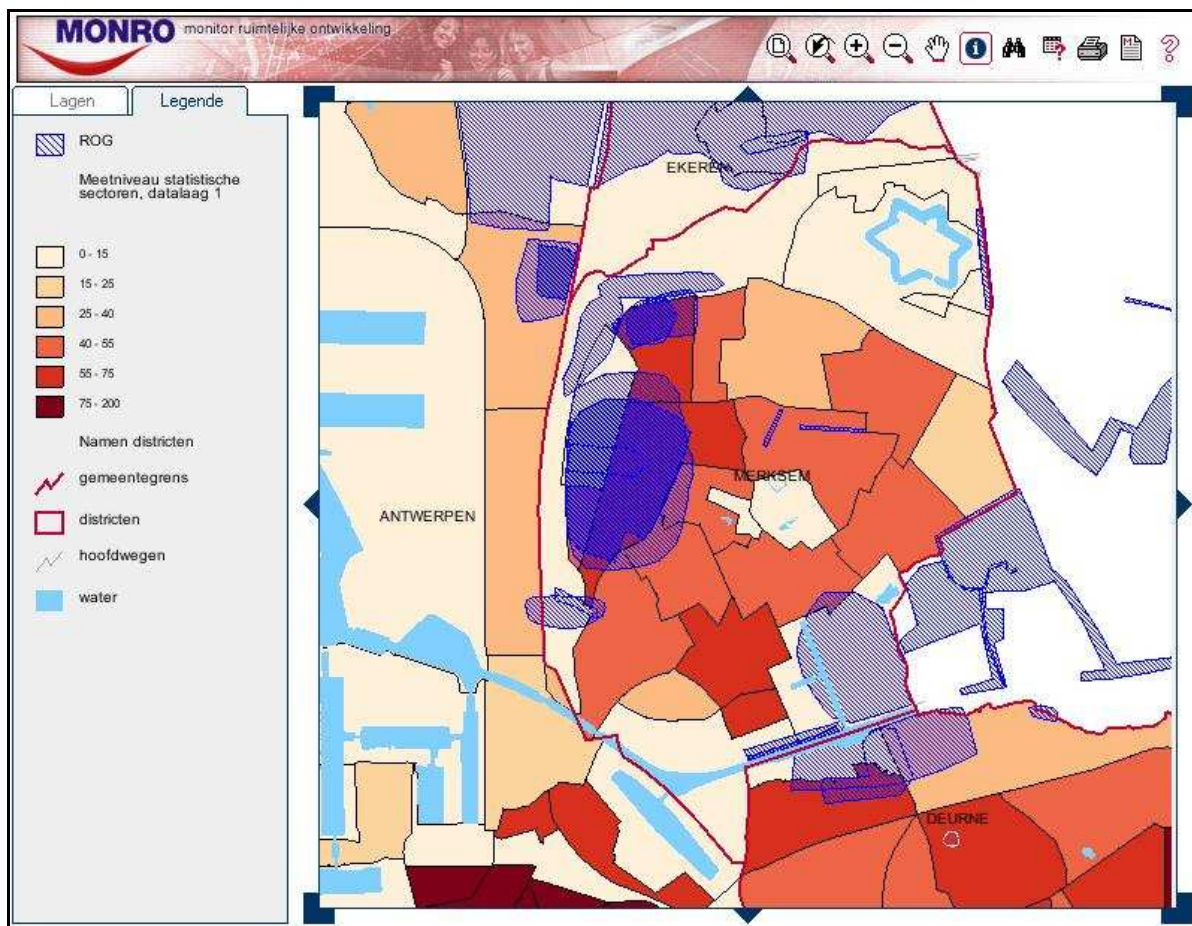 MONRO monitor ruimtelijke ontwikkeling
Lagen
Legende
ROG
Meetniveau statistische
sectoren, datalaag 1
0 - 15
15 - 25
25 - 40
40 - 55
55 - 75
75 - 200
Namen districten
gemeentegrens
districten
hoofdwegen
water
EKEREN
MERKSEM
ANTWERPEN
DEURNE